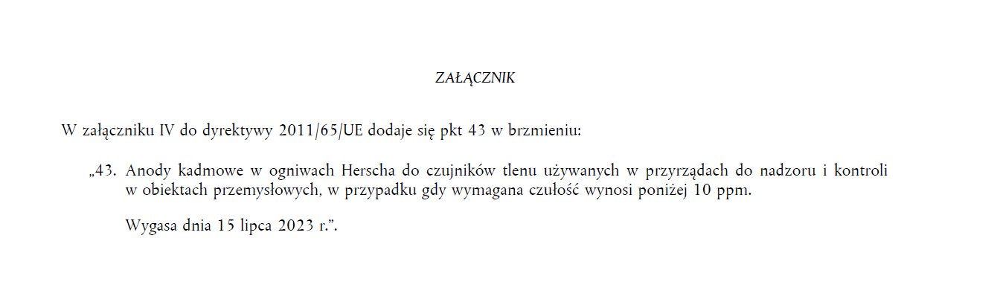 ZAŁĄCZNIK
W załączniku IV do dyrektywy 2011/65/UE dodaje się pkt 43 w brzmieniu:
„43. Anody kadmowe w ogniwach Herscha do czujników tlenu używanych w przyrządach do nadzoru i kontroli
w obiektach przemysłowych, w przypadku gdy wymagana czułość wynosi poniżej 10 ppm.
Wygasa dnia 15 lipca 2023 r.”.